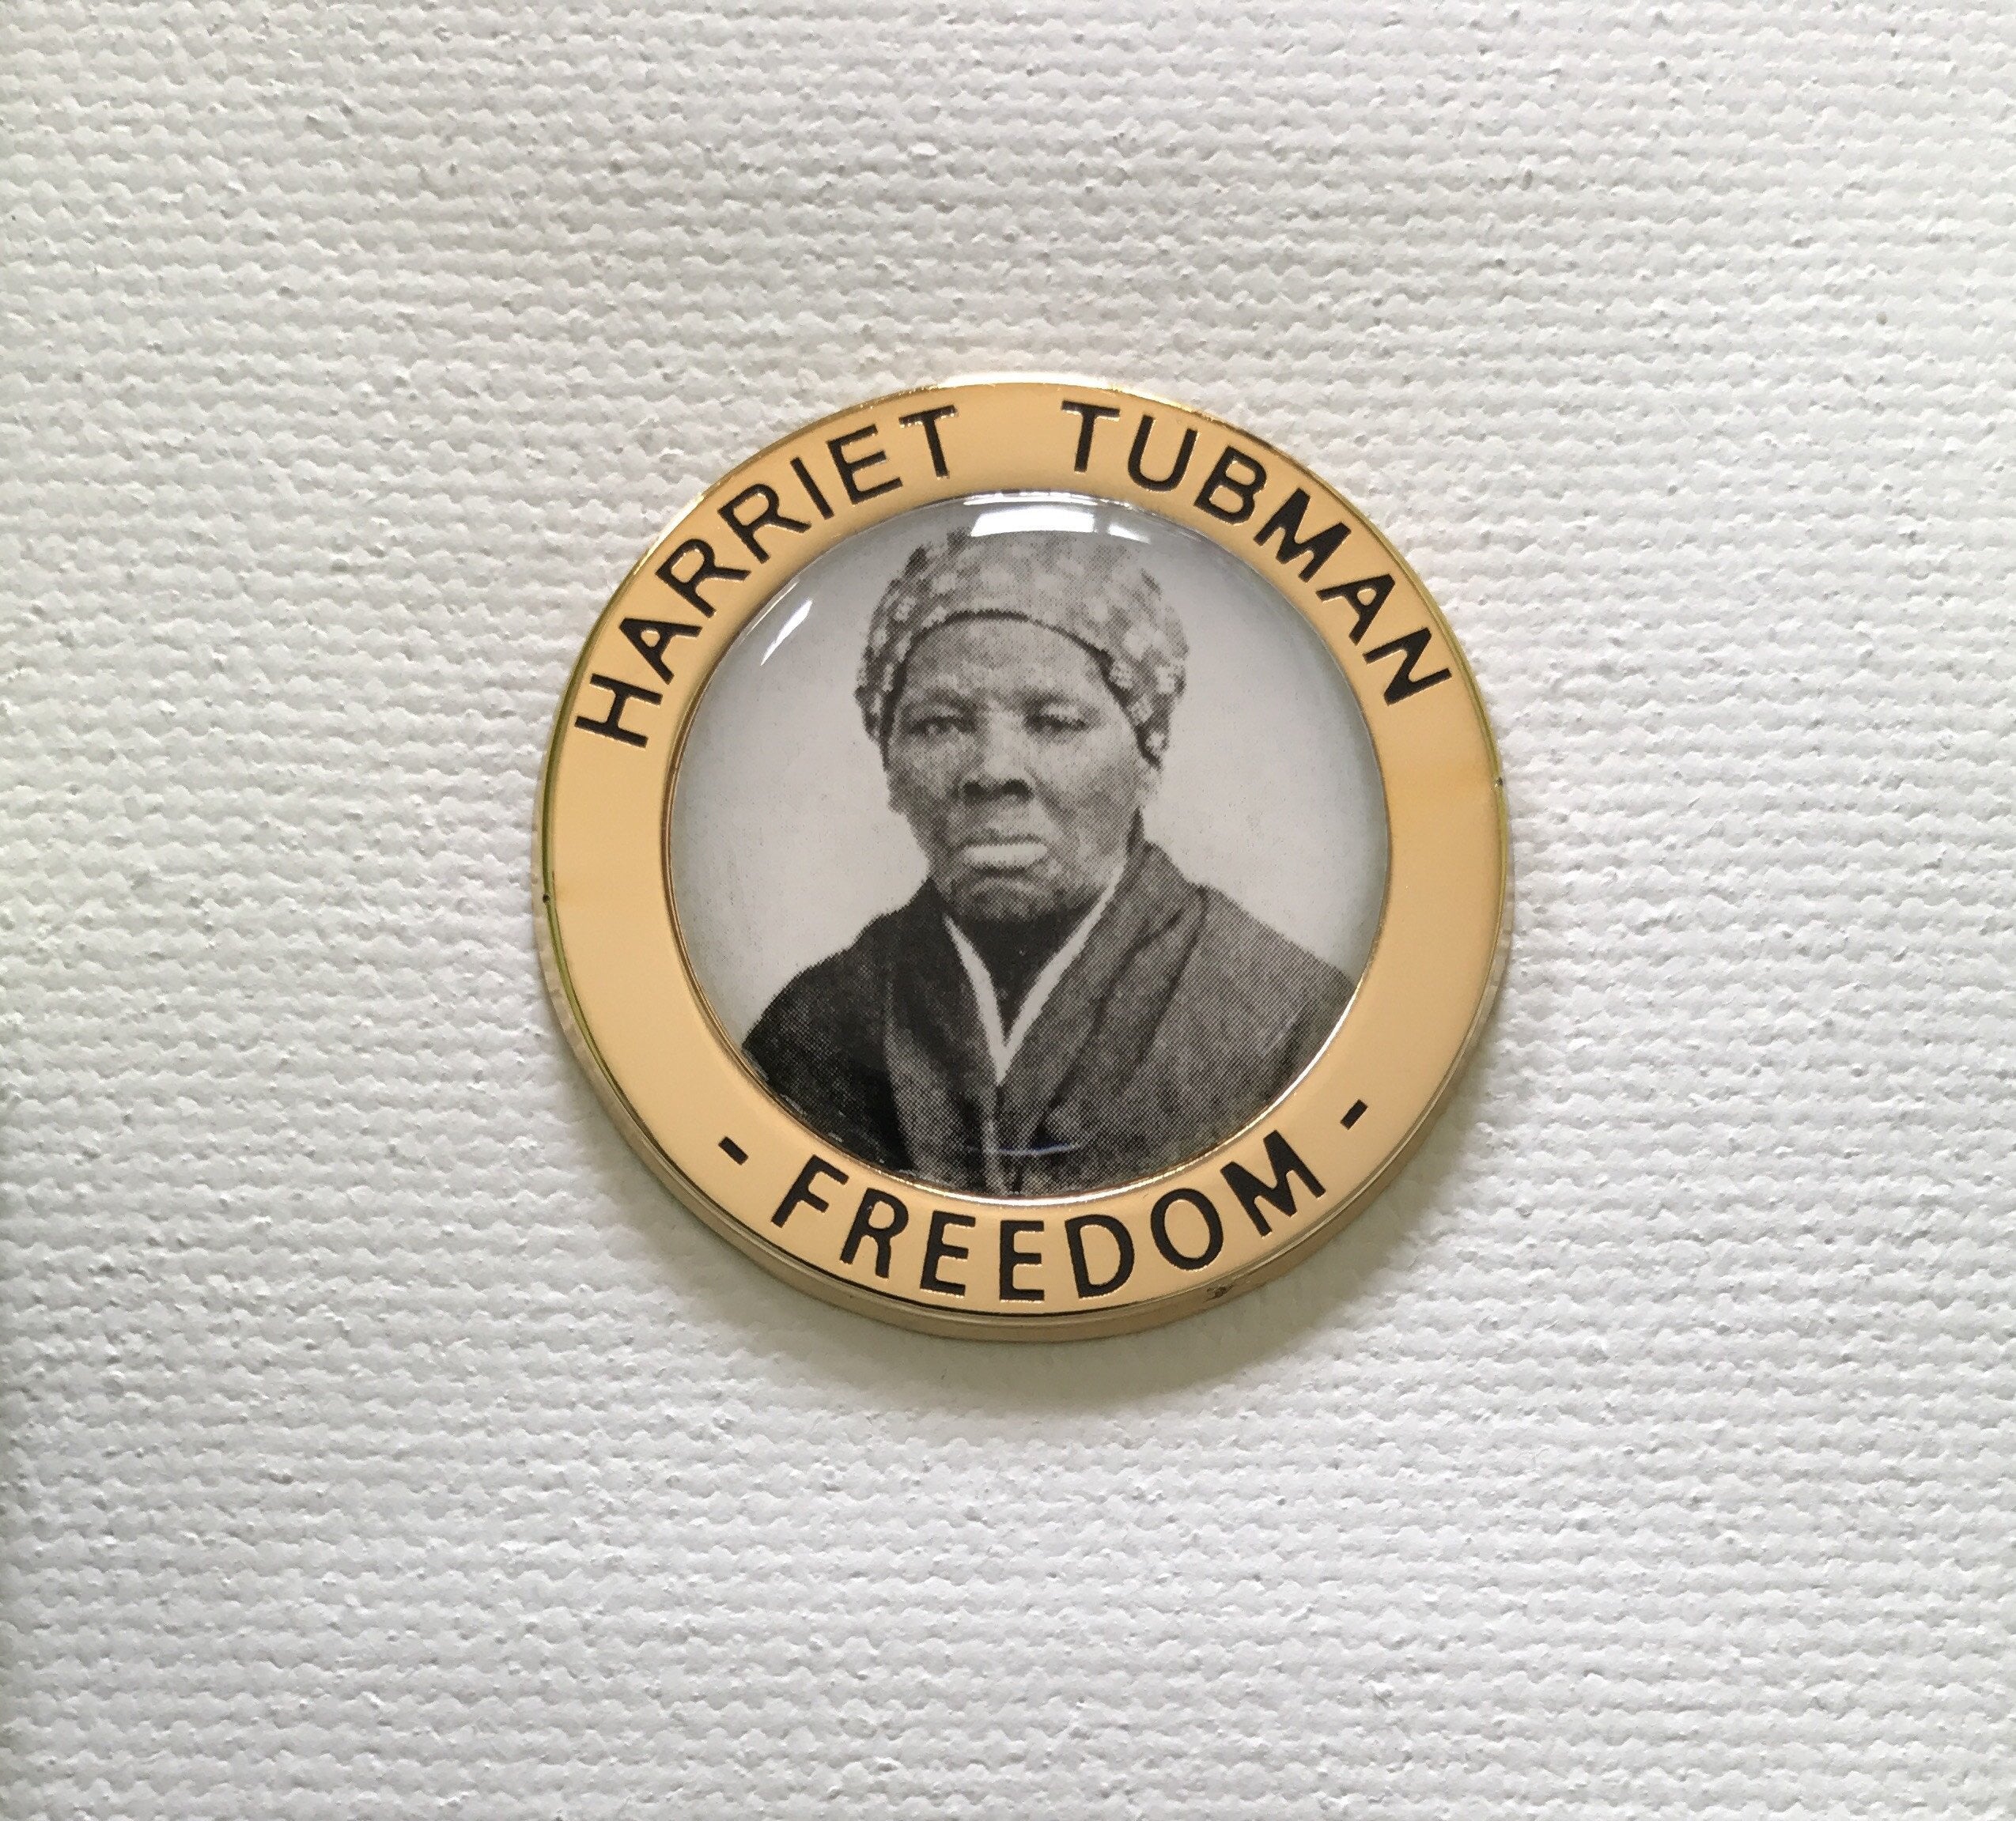 HARRIET TUBMAN
- FREEDOM -